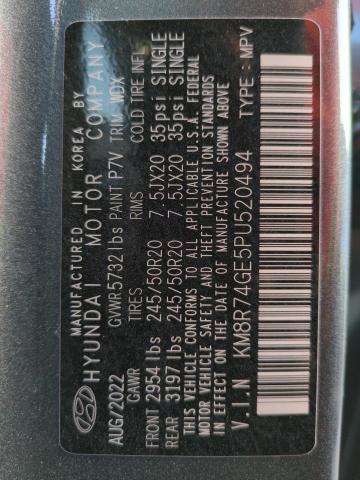 MANUFACTURED IN KOREA BY
HYUNDAI MOTOR COMPANY
AUG/2022 GVWR5732 lbs PAINT P7V TRIM WDX
GAWR TIRES RMS COLD TIRE INFL
FRONT 2954 lbs 245/50R20 7.5JX20 35psi SINGLE
REAR 3197 lbs 245/50R20 7.5JX20 35psi SINGLE
THIS VEHICLE CONFORMS TO ALL APPLICABLE U.S.A. FEDERAL
MOTOR VEHICLE SAFETY AND THEFT PREVENTION STANDARDS
IN EFFECT ON THE DATE OF MANUFACTURE SHOWN ABOVE.
V.I.N KM8R74GE5PU520494 TYPE : MPV